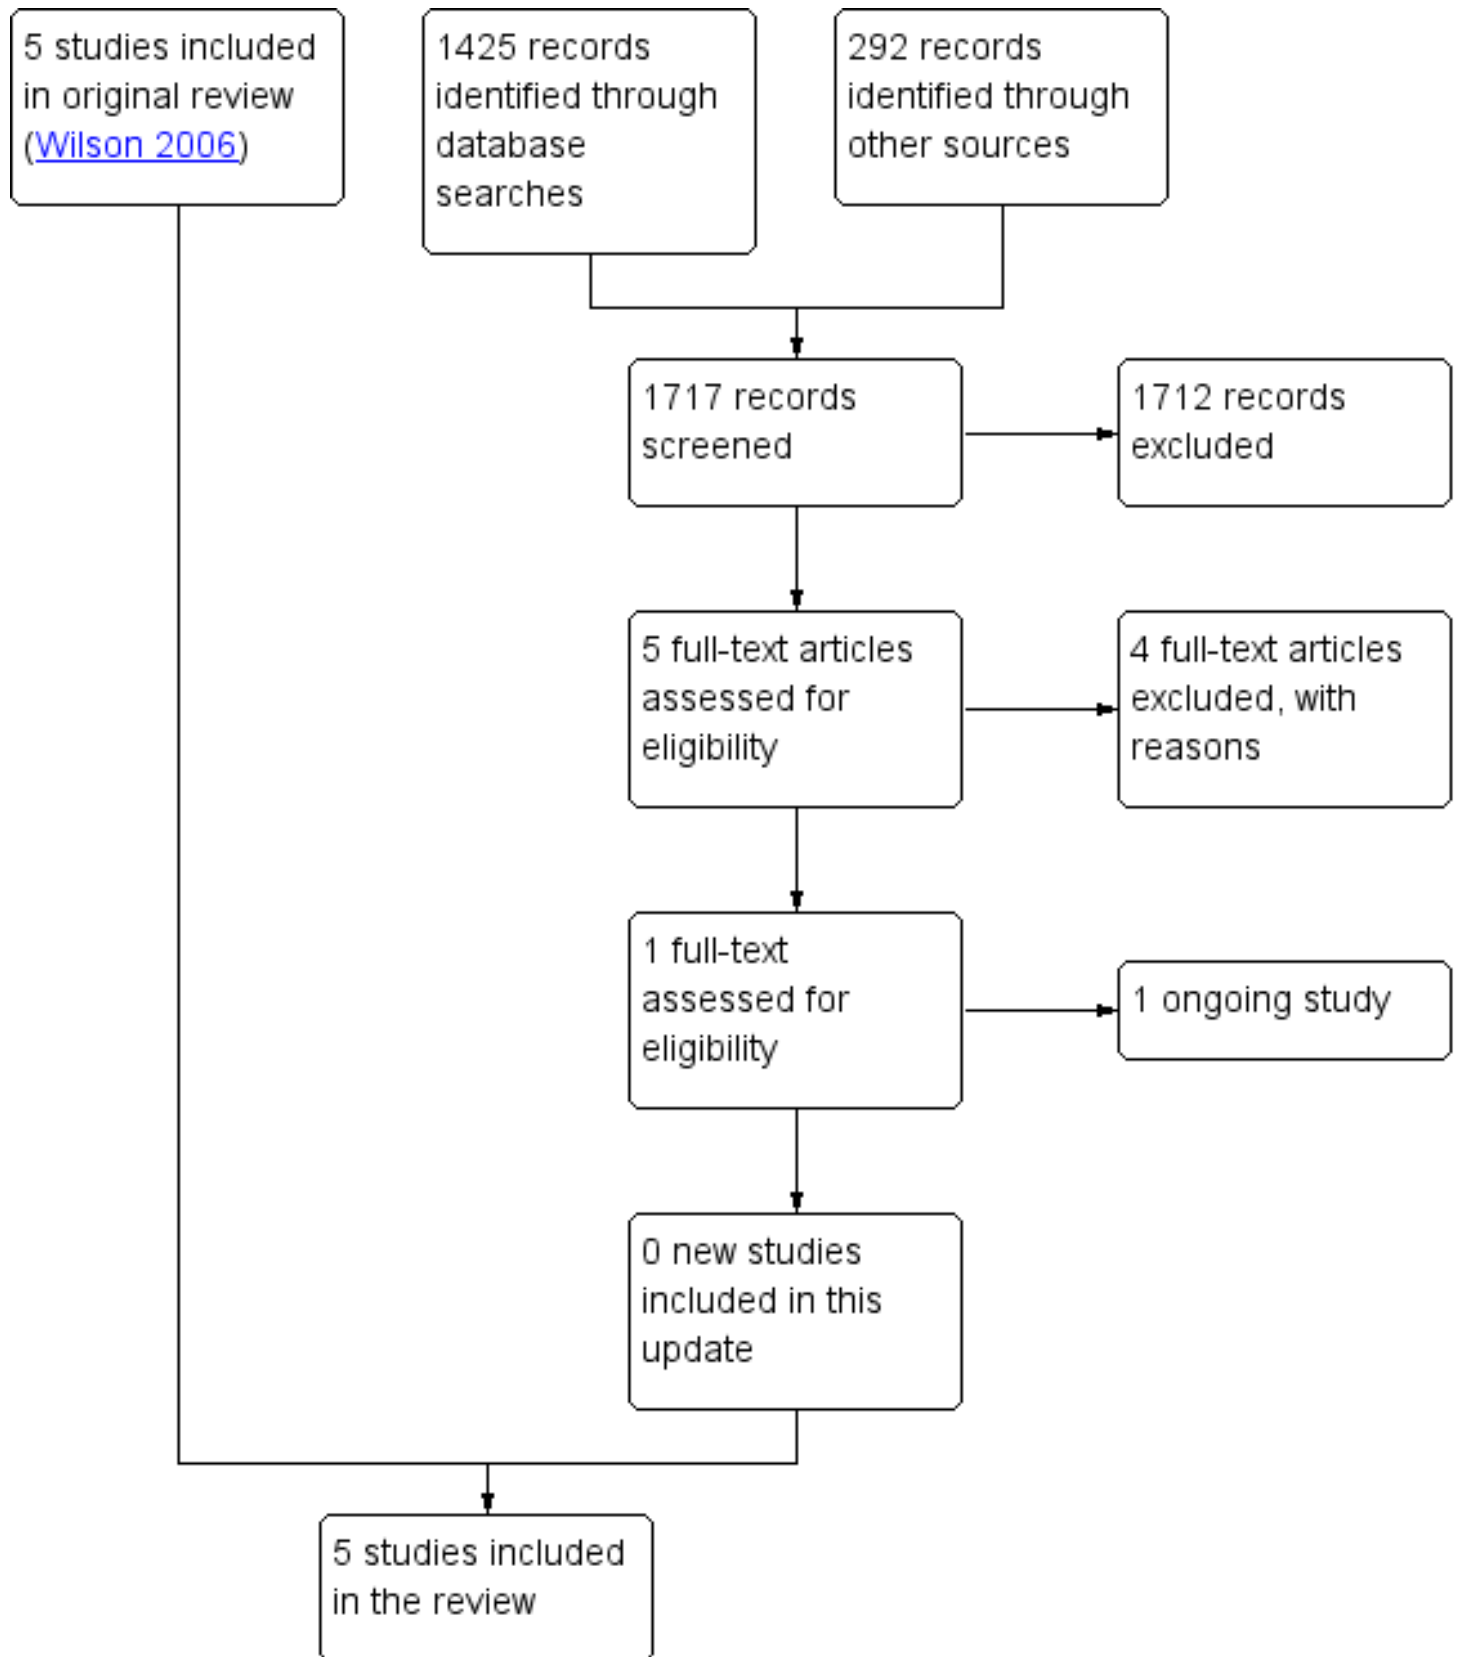 5 studies included
in original review
(Wilson 2006)
1425 records
identified through
database
searches
292 records
identified through
other sources
1717 records
screened
1712 records
excluded
5 full-text articles
assessed for
eligibility
4 full-text articles
excluded, with
reasons
1 full-text
assessed for
eligibility
1 ongoing study
0 new studies
included in this
update
5 studies included
in the review